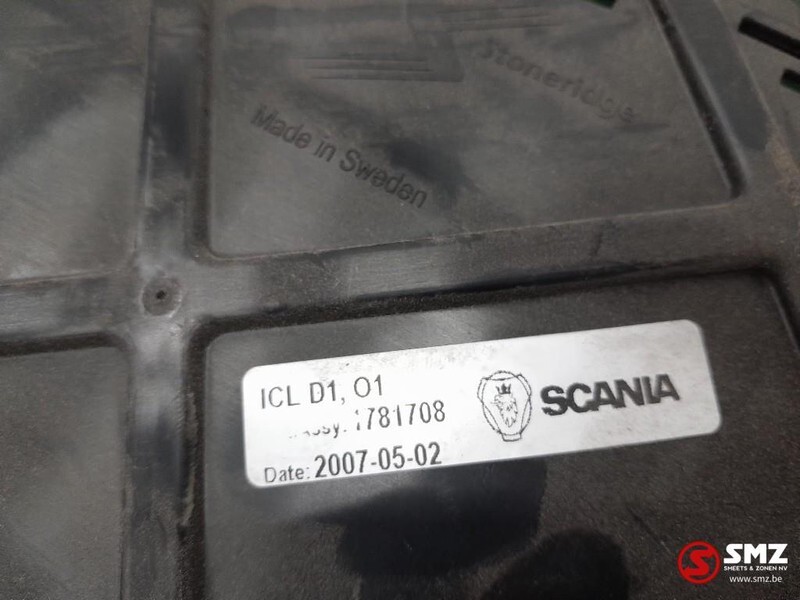 Stoneridge
Made in Sweden
ICL D1, O1
1781708
Date: 2007-05-02
SCANIA
SMZ
SMEETS & ZONEN NV
www.smz.be